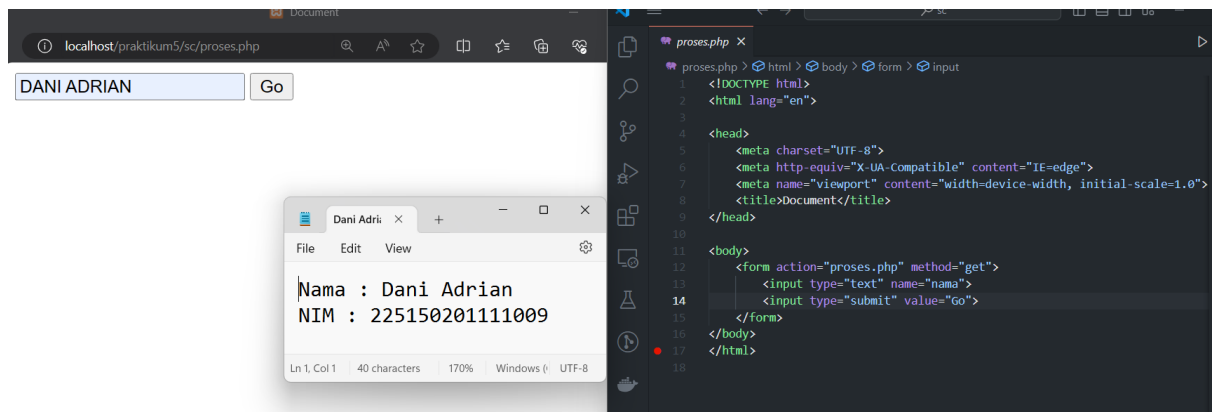 Document
localhost/praktikum5/sc/proses.php
DANI ADRIAN
Go
Dani Adri
File Edit View
Nama : Dani Adrian
NIM : 225150201111009
Ln 1, Col 1 40 characters 170% Windows ( UTF-8
sc
proses.php
proses.php > html > body > form > input
1 <!DOCTYPE html>
2 <html lang="en">
3
4 <head>
5 <meta charset="UTF-8">
6 <meta http-equiv="X-UA-Compatible" content="IE=edge">
7 <meta name="viewport" content="width=device-width, initial-scale=1.0">
8 <title>Document</title>
9 </head>
10
11 <body>
12 <form action="proses.php" method="get">
13 <input type="text" name="nama">
14 <input type="submit" value="Go">
15 </form>
16 </body>
17 </html>
18